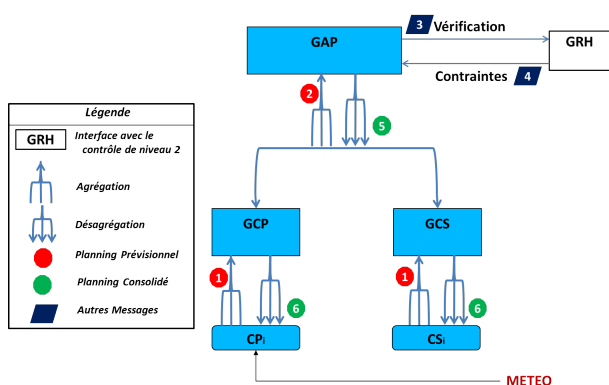 GAP
3 Vérification
GRH
Contraintes 4
2
5
Légende
GRH Interface avec le
contrôle de niveau 2
Agrégation
Désagrégation
Planning Prévisionnel
Planning Consolidé
Autres Messages
GCP
GCS
1
6
1
6
CPi
CSi
METEO